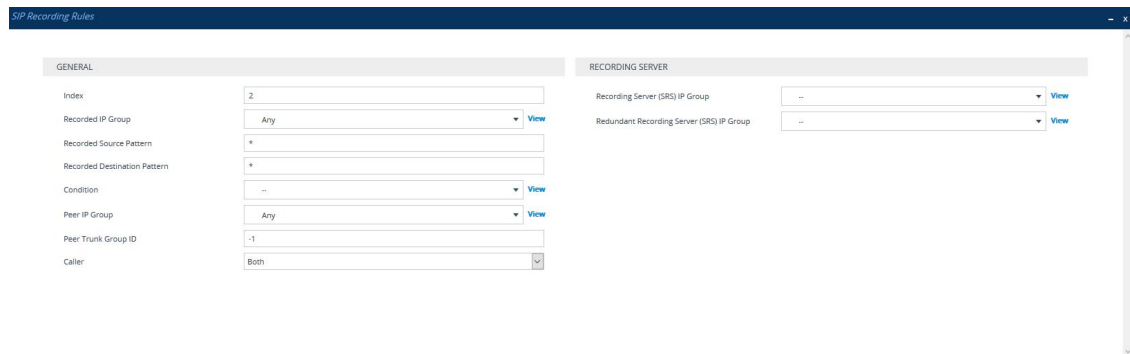 SIP Recording Rules
GENERAL
Index 2
Recorded IP Group Any View
Recorded Source Pattern *
Recorded Destination Pattern *
Condition -- View
Peer IP Group Any View
Peer Trunk Group ID -1
Caller Both
RECORDING SERVER
Recording Server (SRS) IP Group -- View
Redundant Recording Server (SRS) IP Group -- View